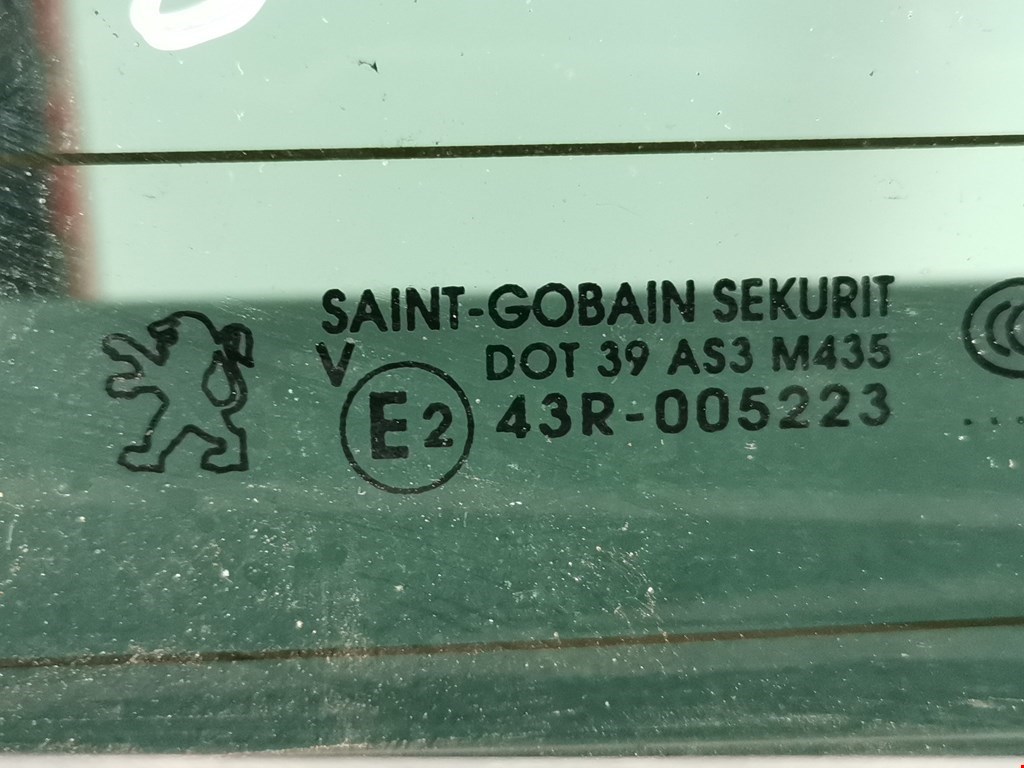 SAINT-GOBAIN SEKURIT
V DOT 39 AS3 M435
E2 43R-005223
....